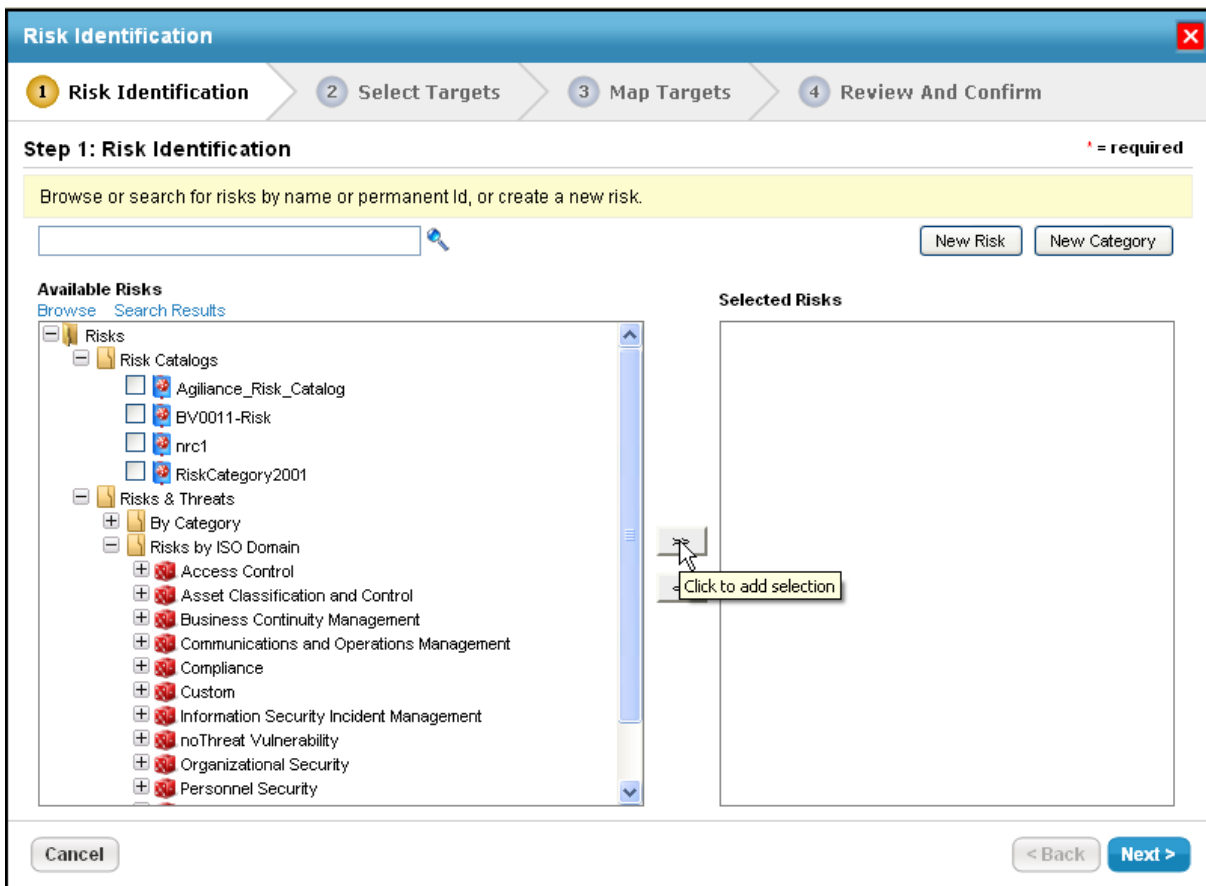 Risk Identification
1 Risk Identification 2 Select Targets 3 Map Targets 4 Review And Confirm
Step 1: Risk Identification * = required
Browse or search for risks by name or permanent Id, or create a new risk.
New Risk New Category
Available Risks
Browse Search Results
Selected Risks
Risks
Risk Catalogs
Agiliance_Risk_Catalog
BV0011-Risk
nrc1
RiskCategory2001
Risks & Threats
By Category
Risks by ISO Domain
Access Control
Asset Classification and Control
Business Continuity Management
Communications and Operations Management
Compliance
Custom
Information Security Incident Management
noThreat Vulnerability
Organizational Security
Personnel Security
>>
Click to add selection
Cancel < Back Next >